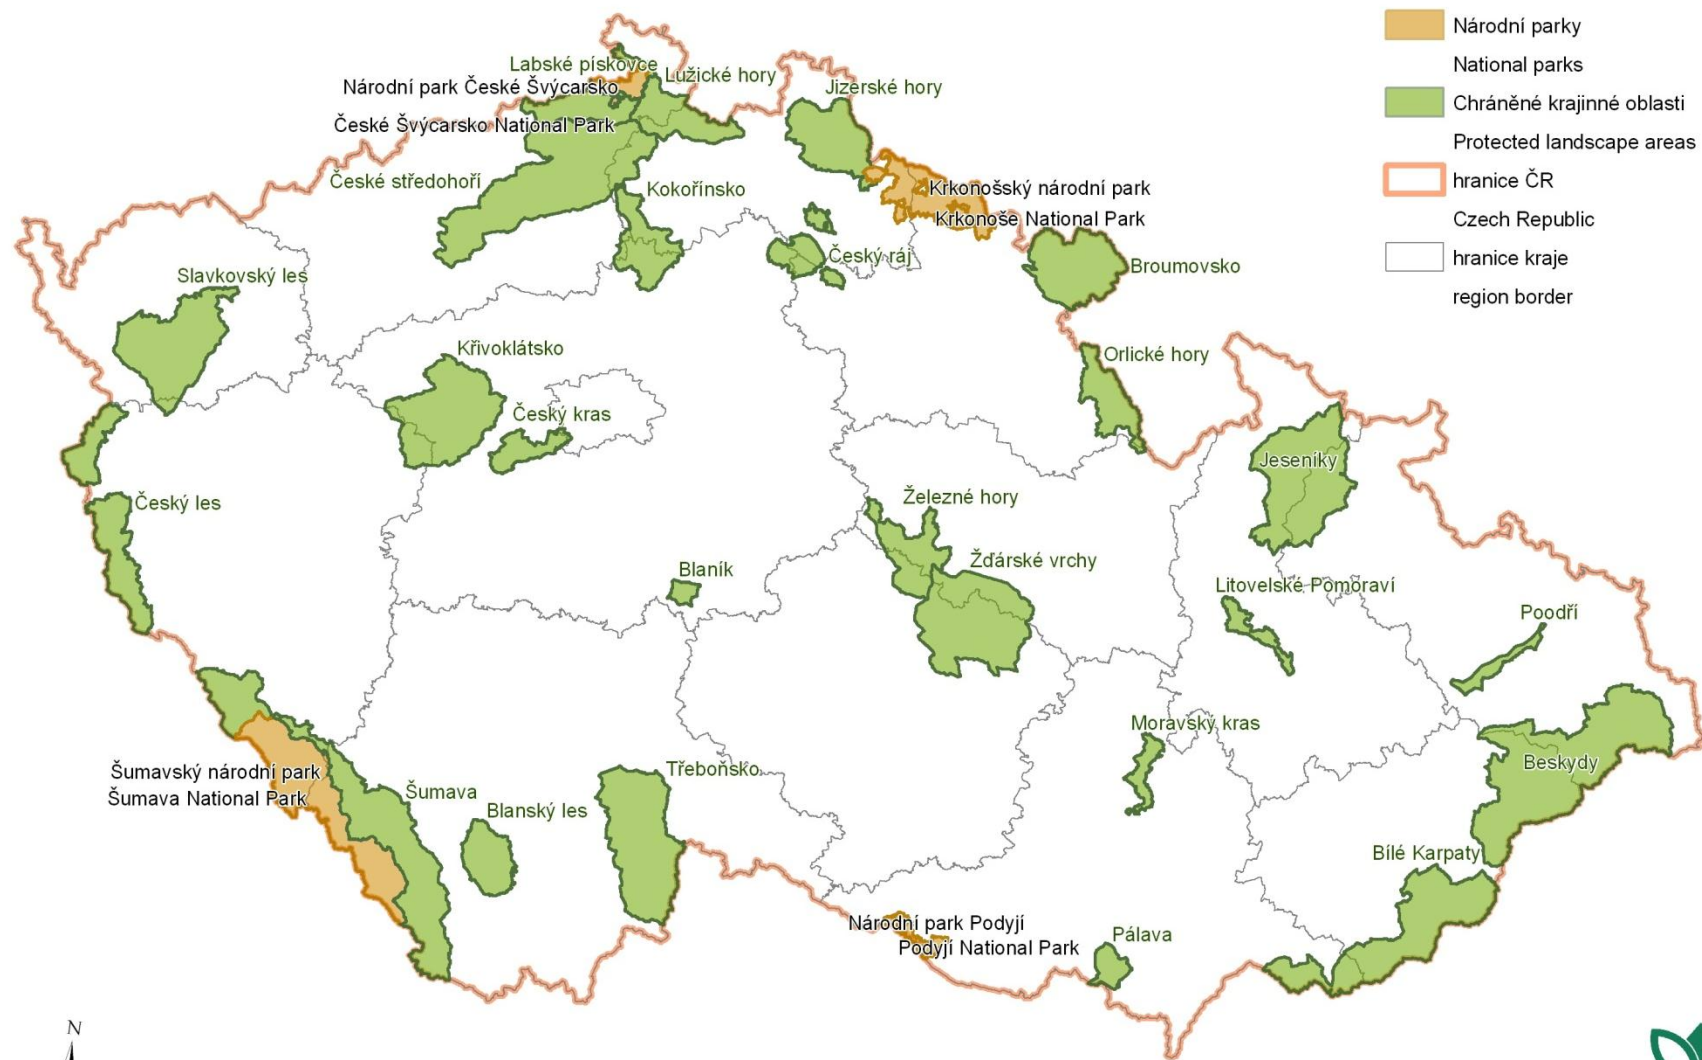 Národní parky
National parks
Chráněné krajinné oblasti
Protected landscape areas
hranice ČR
Czech Republic
hranice kraje
region border
Labské pískovce
Lužické hory
Národní park České Švýcarsko
České Švýcarsko National Park
Jizerské hory
České středohoří
Kokořínsko
Krkonošský národní park
Krkonoše National Park
Český ráj
Broumovsko
Slavkovský les
Křivoklátsko
Český kras
Orlické hory
Jeseníky
Český les
Železné hory
Žďárské vrchy
Blaník
Litovelské Pomoraví
Poodří
Moravský kras
Beskydy
Šumavský národní park
Šumava National Park
Šumava
Blanský les
Třeboňsko
Bílé Karpaty
Národní park Podyjí
Podyjí National Park
Pálava
N